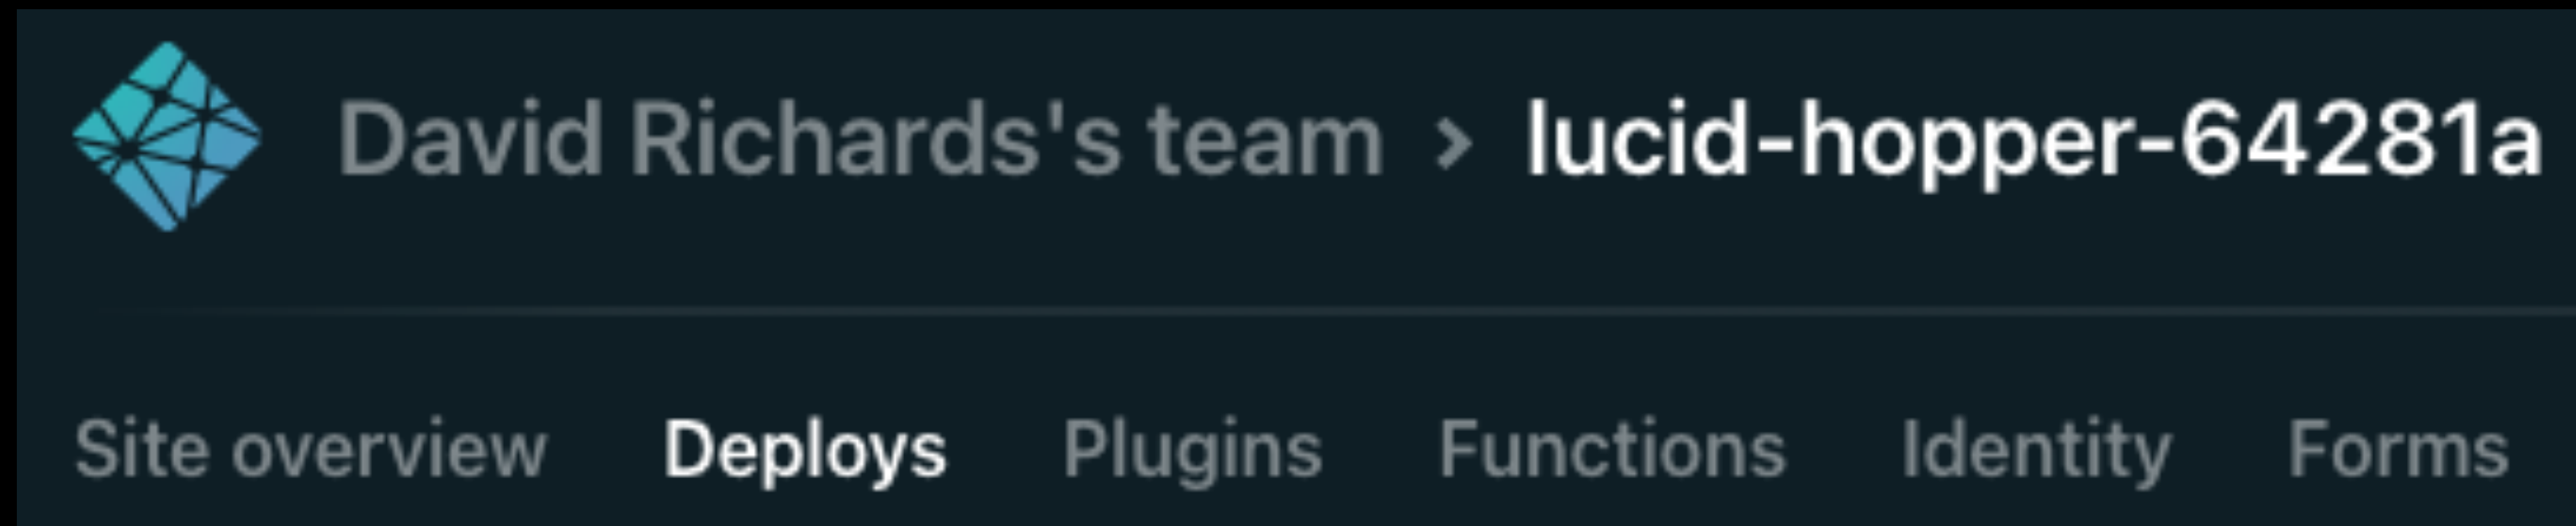 David Richards's team > lucid-hopper-64281a
Site overview Deploys Plugins Functions Identity Forms